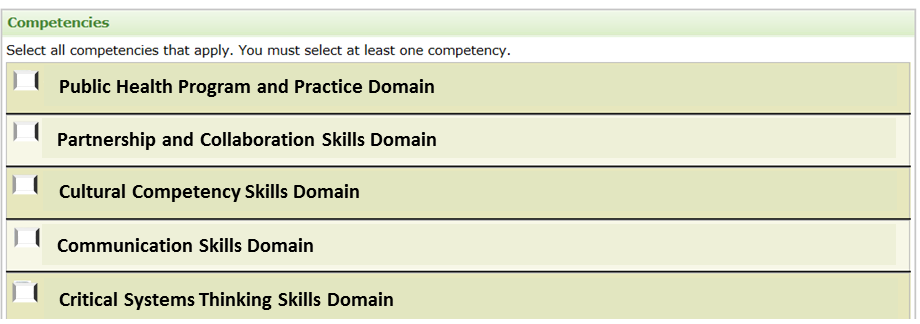 Competencies
Select all competencies that apply. You must select at least one competency.
Public Health Program and Practice Domain
Partnership and Collaboration Skills Domain
Cultural Competency Skills Domain
Communication Skills Domain
Critical Systems Thinking Skills Domain